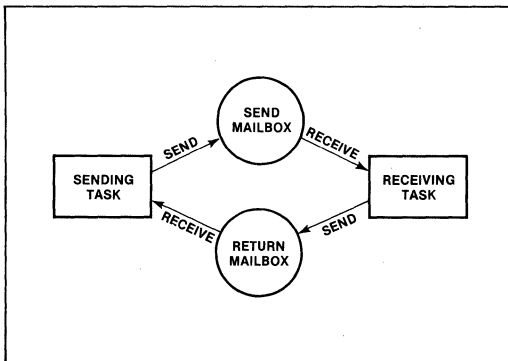 SEND
MAILBOX
SEND
RECEIVE
SENDING
TASK
RECEIVING
TASK
RECEIVE
SEND
RETURN
MAILBOX